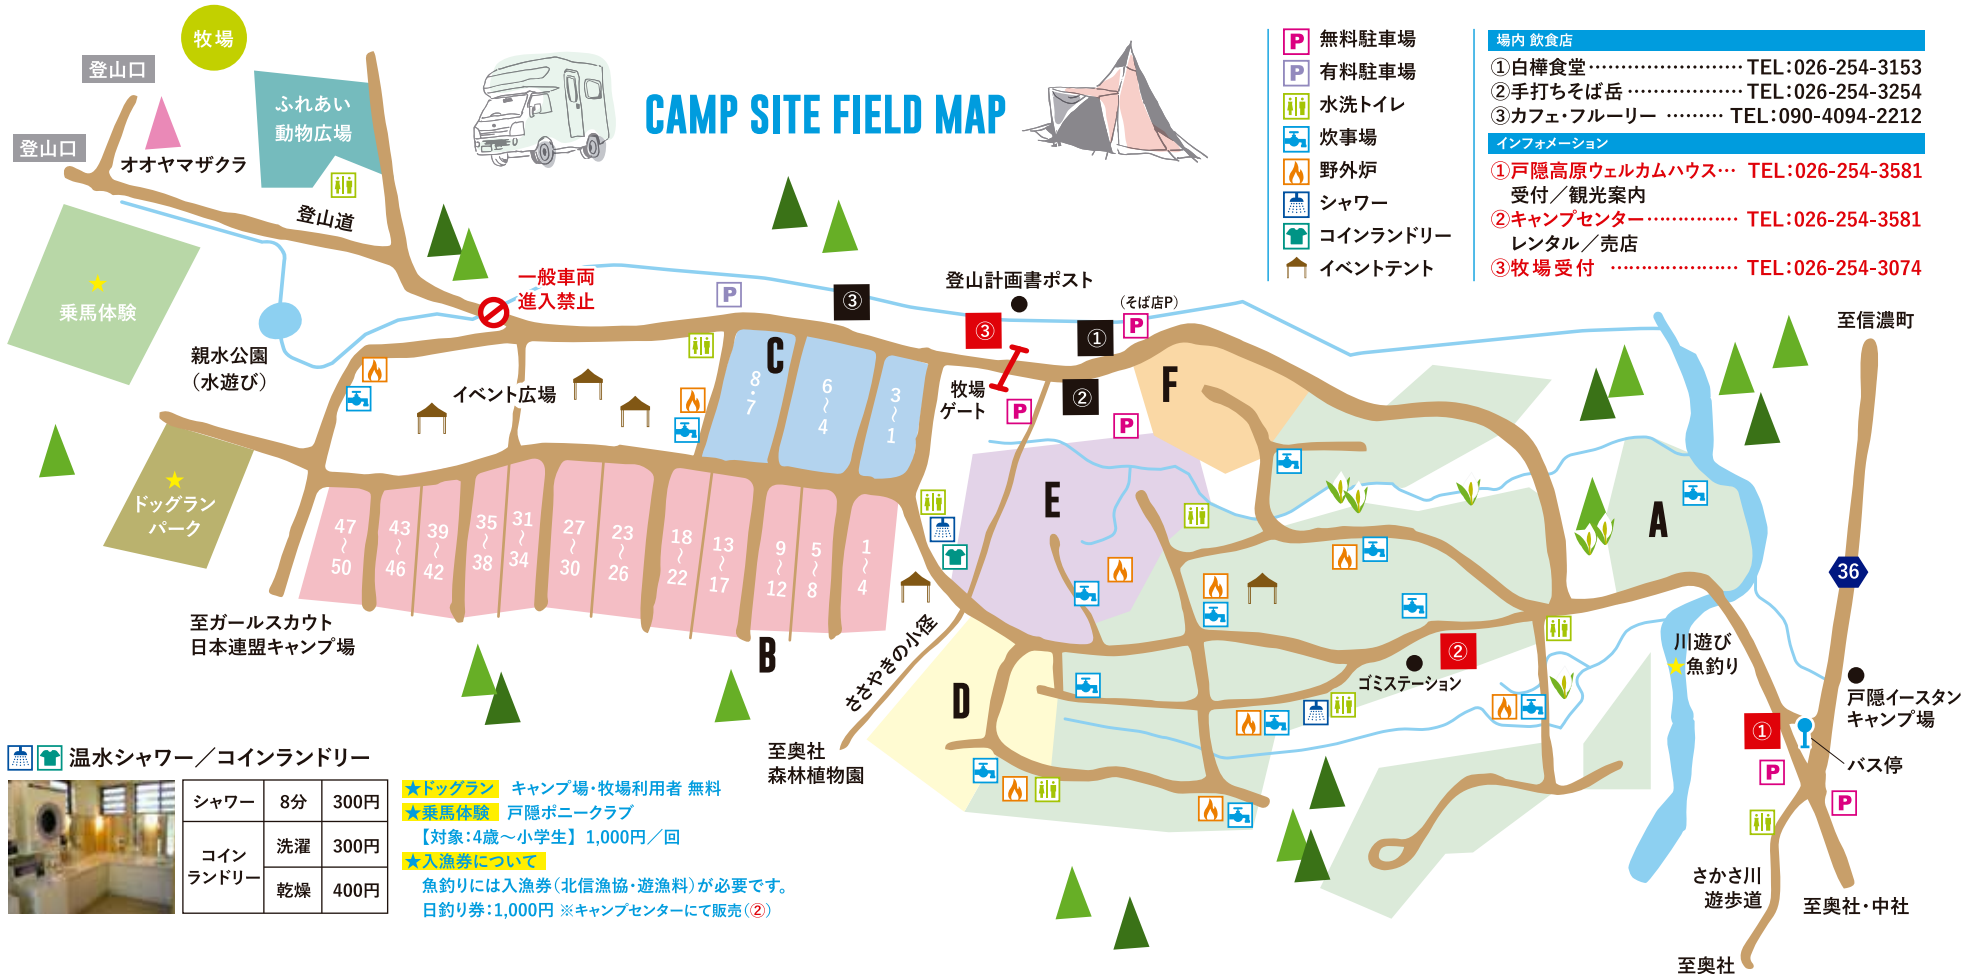 牧場
登山口
登山口
オオヤマザクラ
ふれあい
動物広場
登山道
乗馬体験
親水公園
（水遊び）
ドッグラン
パーク
CAMP SITE FIELD MAP
一般車両
進入禁止
P
③
登山計画書ポスト
③
①
（そば店P）
P
牧場
ゲート
P
②
P
イベント広場
C
8・7
6〜4
3〜1
F
E
A
47〜50
43〜46
39〜42
35〜38
31〜34
27〜30
23〜26
18〜22
13〜17
9〜12
5〜8
1〜4
B
D
至ガールスカウト
日本連盟キャンプ場
ささやきの小径
至奥社
森林植物園
②
ゴミステーション
川遊び
★魚釣り
至信濃町
36
戸隠イースタン
キャンプ場
①
バス停
P
P
さかさ川
遊歩道
至奥社・中社
至奥社
P 無料駐車場
P 有料駐車場
水洗トイレ
炊事場
野外炉
シャワー
コインランドリー
イベントテント
場内 飲食店
①白樺食堂…………………… TEL:026-254-3153
②手打ちそば岳……………… TEL:026-254-3254
③カフェ・フルーリー ……… TEL:090-4094-2212
インフォメーション
①戸隠高原ウェルカムハウス… TEL:026-254-3581
受付／観光案内
②キャンプセンター…………… TEL:026-254-3581
レンタル／売店
③牧場受付 ………………… TEL:026-254-3074
温水シャワー／コインランドリー
シャワー 8分 300円
コイン
ランドリー
洗濯 300円
乾燥 400円
★ドッグラン キャンプ場・牧場利用者 無料
★乗馬体験 戸隠ポニークラブ
【対象：4歳〜小学生】 1,000円／回
★入漁券について
魚釣りには入漁券（北信漁協・遊漁料）が必要です。
日釣り券：1,000円 ※キャンプセンターにて販売（②）